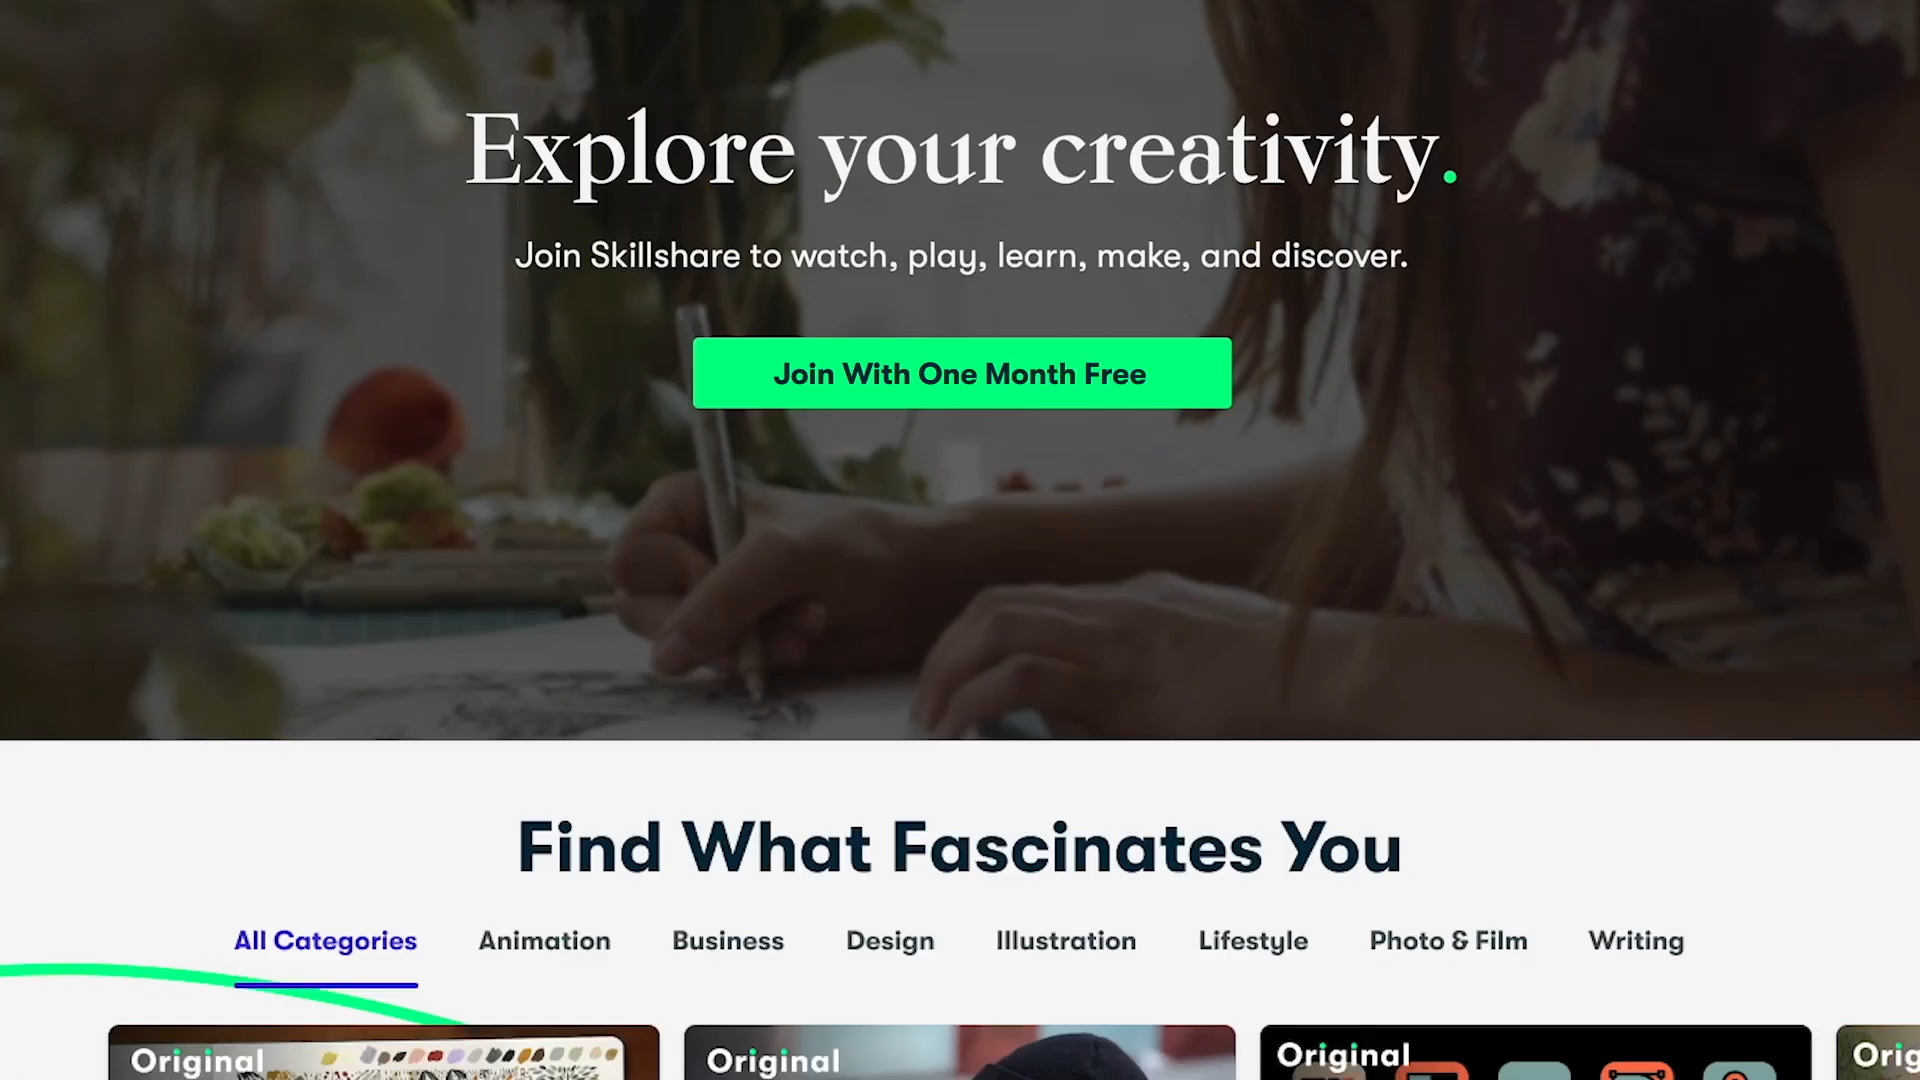 Explore your creativity.
Join Skillshare to watch, play, learn, make, and discover.
Join With One Month Free
Find What Fascinates You
All Categories Animation Business Design Illustration Lifestyle Photo & Film Writing
Original Original Original